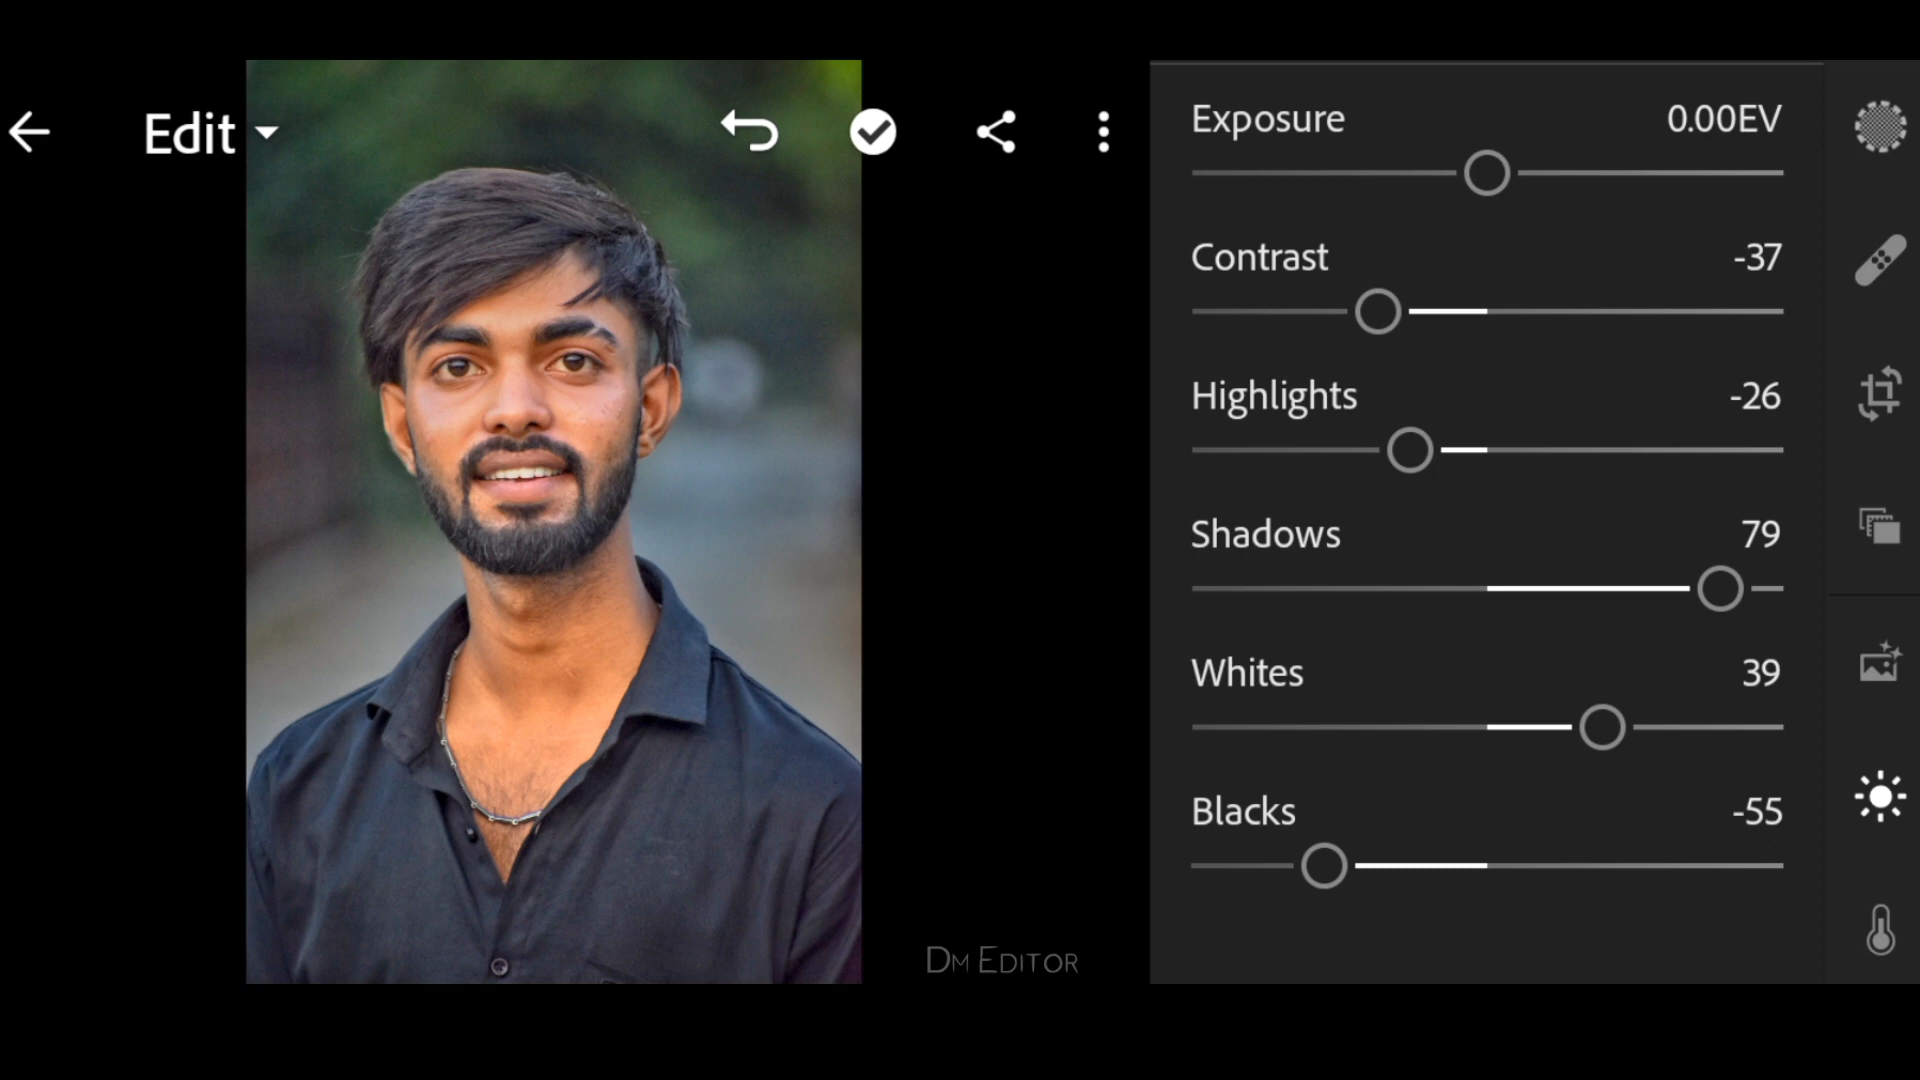 Edit
Exposure 0.00EV
Contrast -37
Highlights -26
Shadows 79
Whites 39
Blacks -55
DM EDITOR